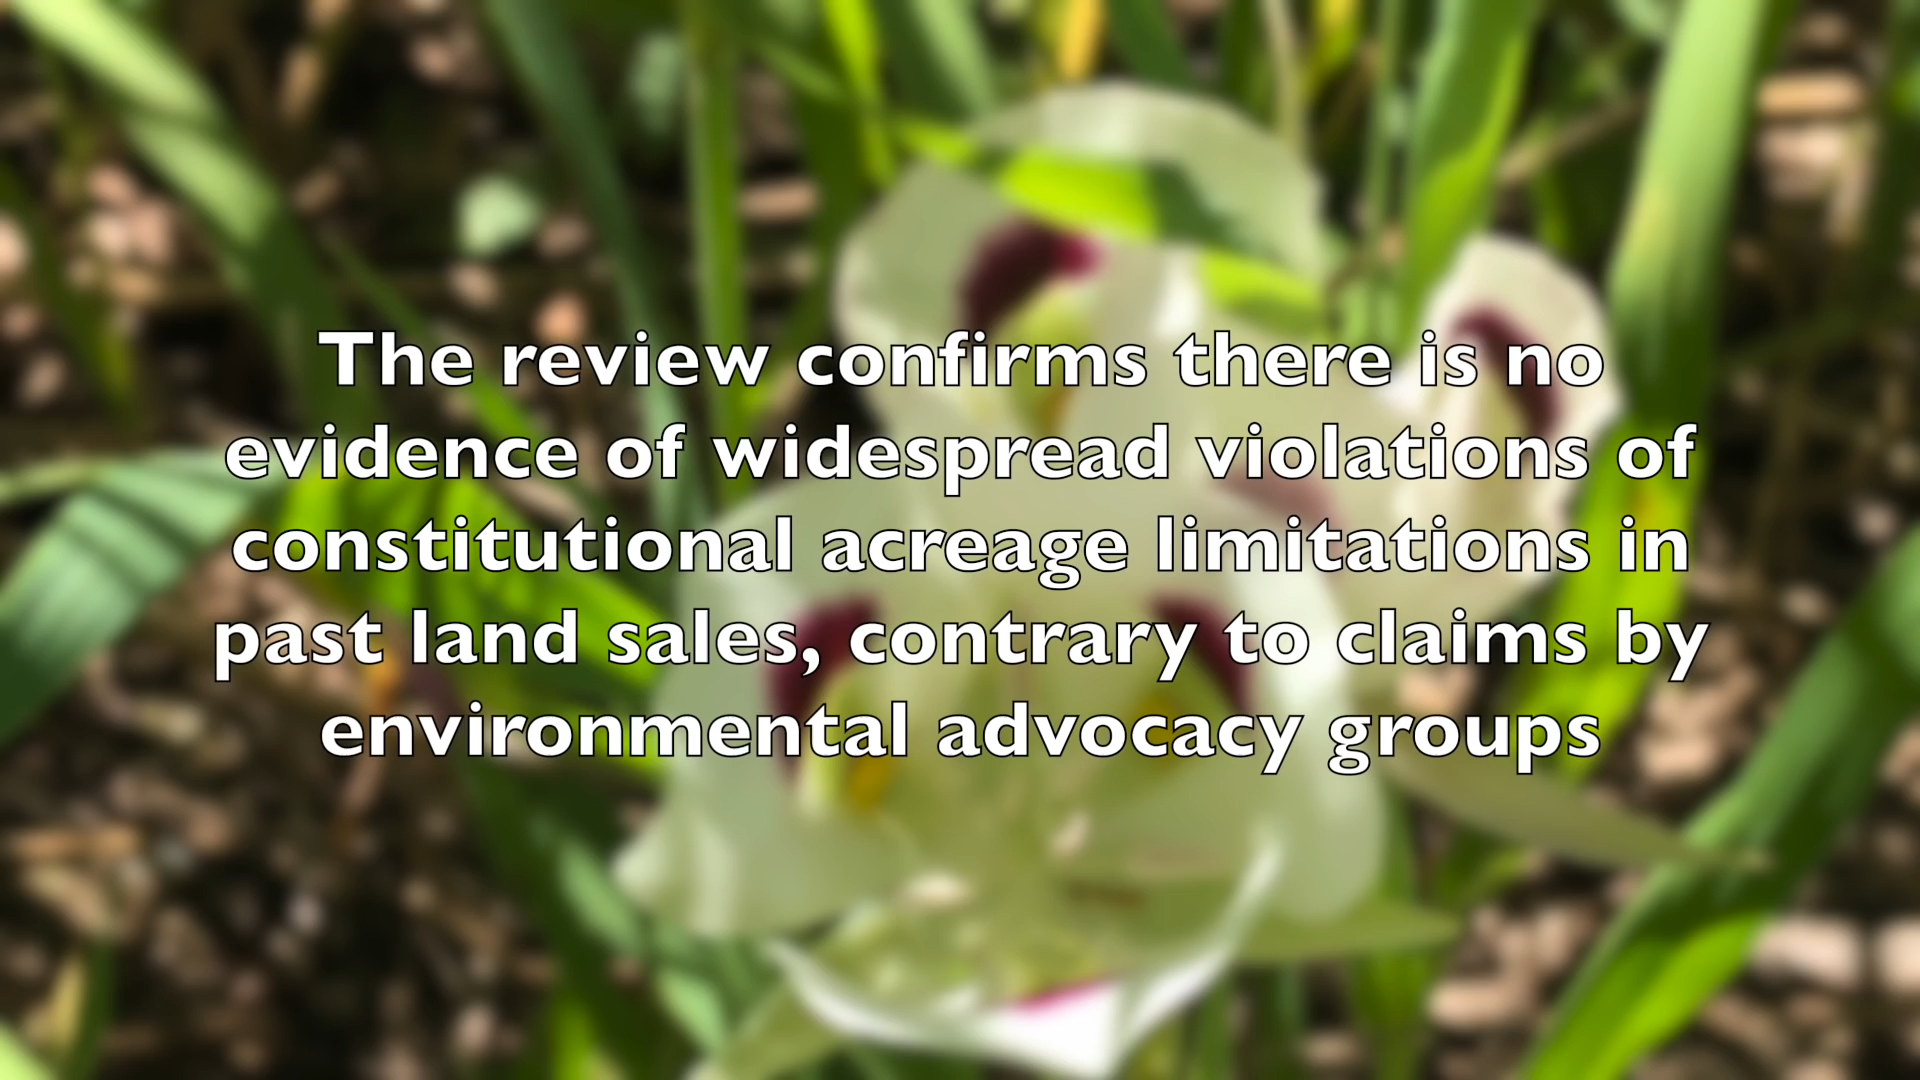 The review confirms there is no
evidence of widespread violations of
constitutional acreage limitations in
past land sales, contrary to claims by
environmental advocacy groups